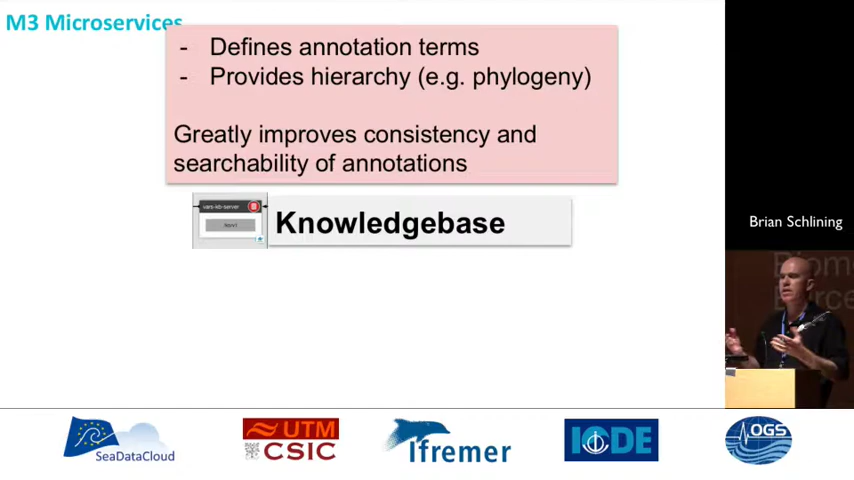 M3 Microservices
- Defines annotation terms
- Provides hierarchy (e.g. phylogeny)
Greatly improves consistency and
searchability of annotations
vars-kb-server
Knowledgebase
Brian Schlining
SeaDataCloud
UTM
CSIC
Ifremer
IODE
OGS